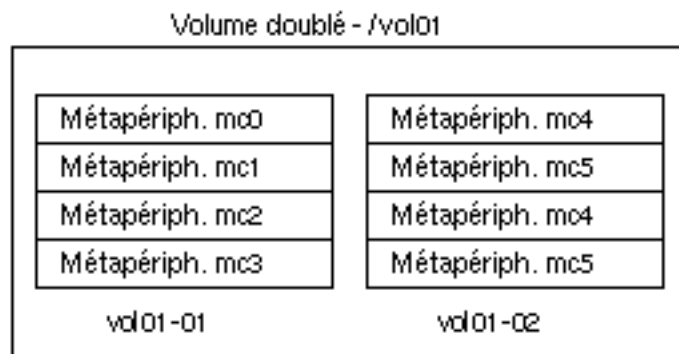 Volume doublé - /vol01
Métapériph. mc0
Métapériph. mc1
Métapériph. mc2
Métapériph. mc3
vol01-01
Métapériph. mc4
Métapériph. mc5
Métapériph. mc4
Métapériph. mc5
vol01-02